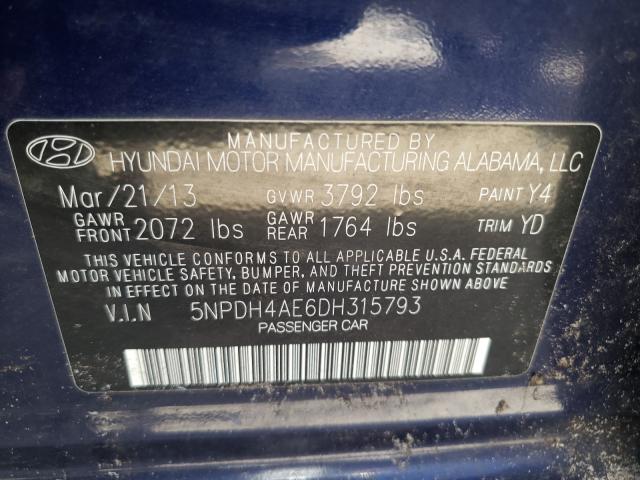 MANUFACTURED BY
HYUNDAI MOTOR MANUFACTURING ALABAMA, LLC
Mar/21/13 GVWR 3792 lbs PAINT Y4
GAWR FRONT 2072 lbs GAWR REAR 1764 lbs TRIM YD
THIS VEHICLE CONFORMS TO ALL APPLICABLE U.S.A. FEDERAL
MOTOR VEHICLE SAFETY, BUMPER, AND THEFT PREVENTION STANDARDS
IN EFFECT ON THE DATE OF MANUFACTURE SHOWN ABOVE
V.I.N 5NPDH4AE6DH315793
PASSENGER CAR